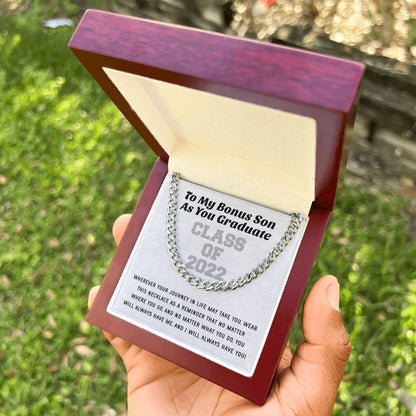 To My Bonus Son
As You Graduate
CLASS
OF
2022
WHEREVER YOUR JOURNEY IN LIFE MAY TAKE YOU, WEAR
THIS NECKLACE AS A REMINDER THAT NO MATTER
WHERE YOU GO AND NO MATTER WHAT YOU DO, YOU
WILL ALWAYS HAVE ME, AND I WILL ALWAYS HAVE YOU!